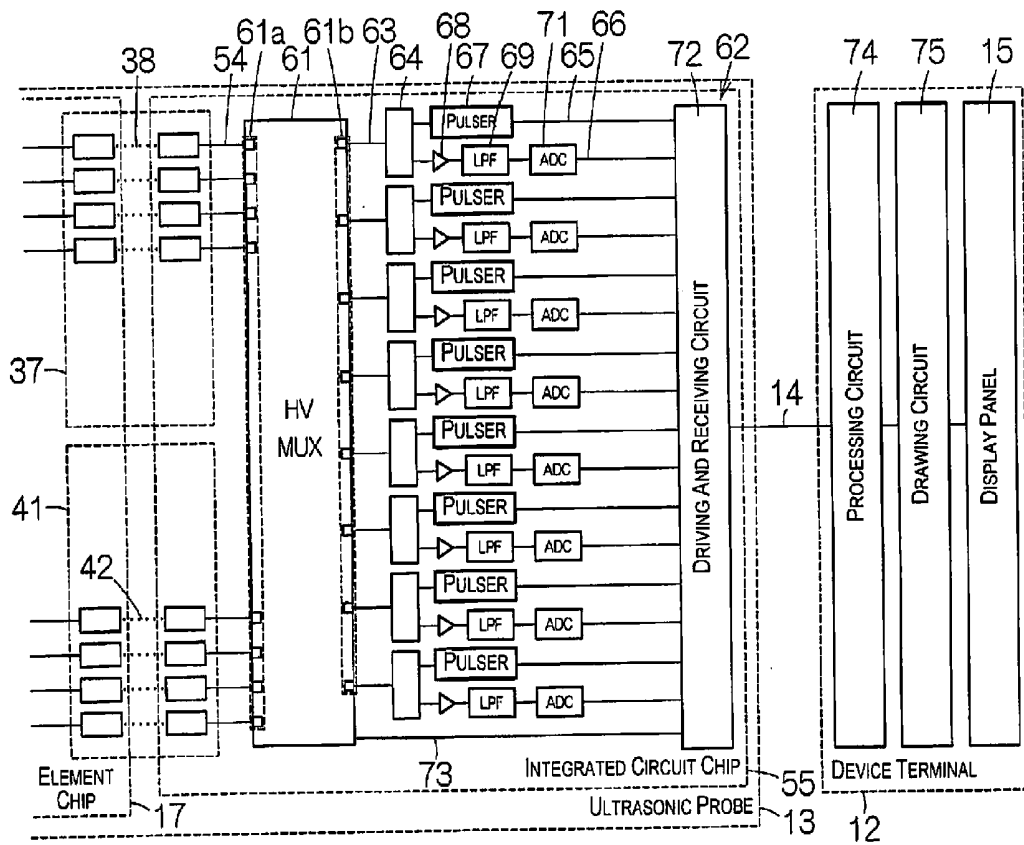 38 54 61a 61 61b 63 64 68 67 69 71 65 66 72 62 74 75 15
PULSER
LPF ADC
PULSER
LPF ADC
PULSER
LPF ADC
PULSER
LPF ADC
PULSER
LPF ADC
PULSER
LPF ADC
PULSER
LPF ADC
PULSER
LPF ADC
HV
MUX
DRIVING AND RECEIVING CIRCUIT
PROCESSING CIRCUIT
DRAWING CIRCUIT
DISPLAY PANEL
37
14
41
42
73
ELEMENT
CHIP
17
INTEGRATED CIRCUIT CHIP
55
ULTRASONIC PROBE
13
DEVICE TERMINAL
12